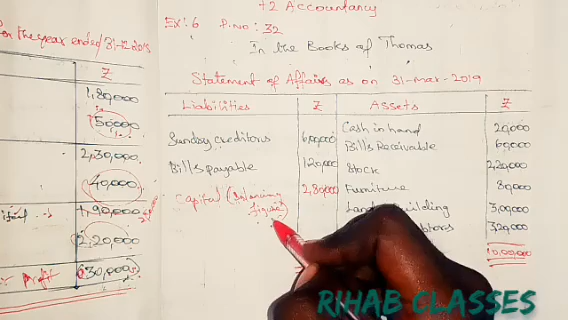 +2 Accountancy
Ex: 6 P.no: 32
In the Books of Thomas
Statement of Affairs as on 31-Mar-2019
Liabilities ₹ Assets ₹
Sundry creditors 6,00,000 Cash in hand 20,000
Bills Receivable 60,000
Bills payable 1,20,000 Stock 2,20,000
Capital (Balancing figure) 2,80,000 Furniture 80,000
3,00,000
3,20,000
10,00,000
for the year ended 31-12-2018
₹
1,80,000
50,000
2,30,000
40,000
1,90,000
2,20,000
30,000
RIHAB CLASSES